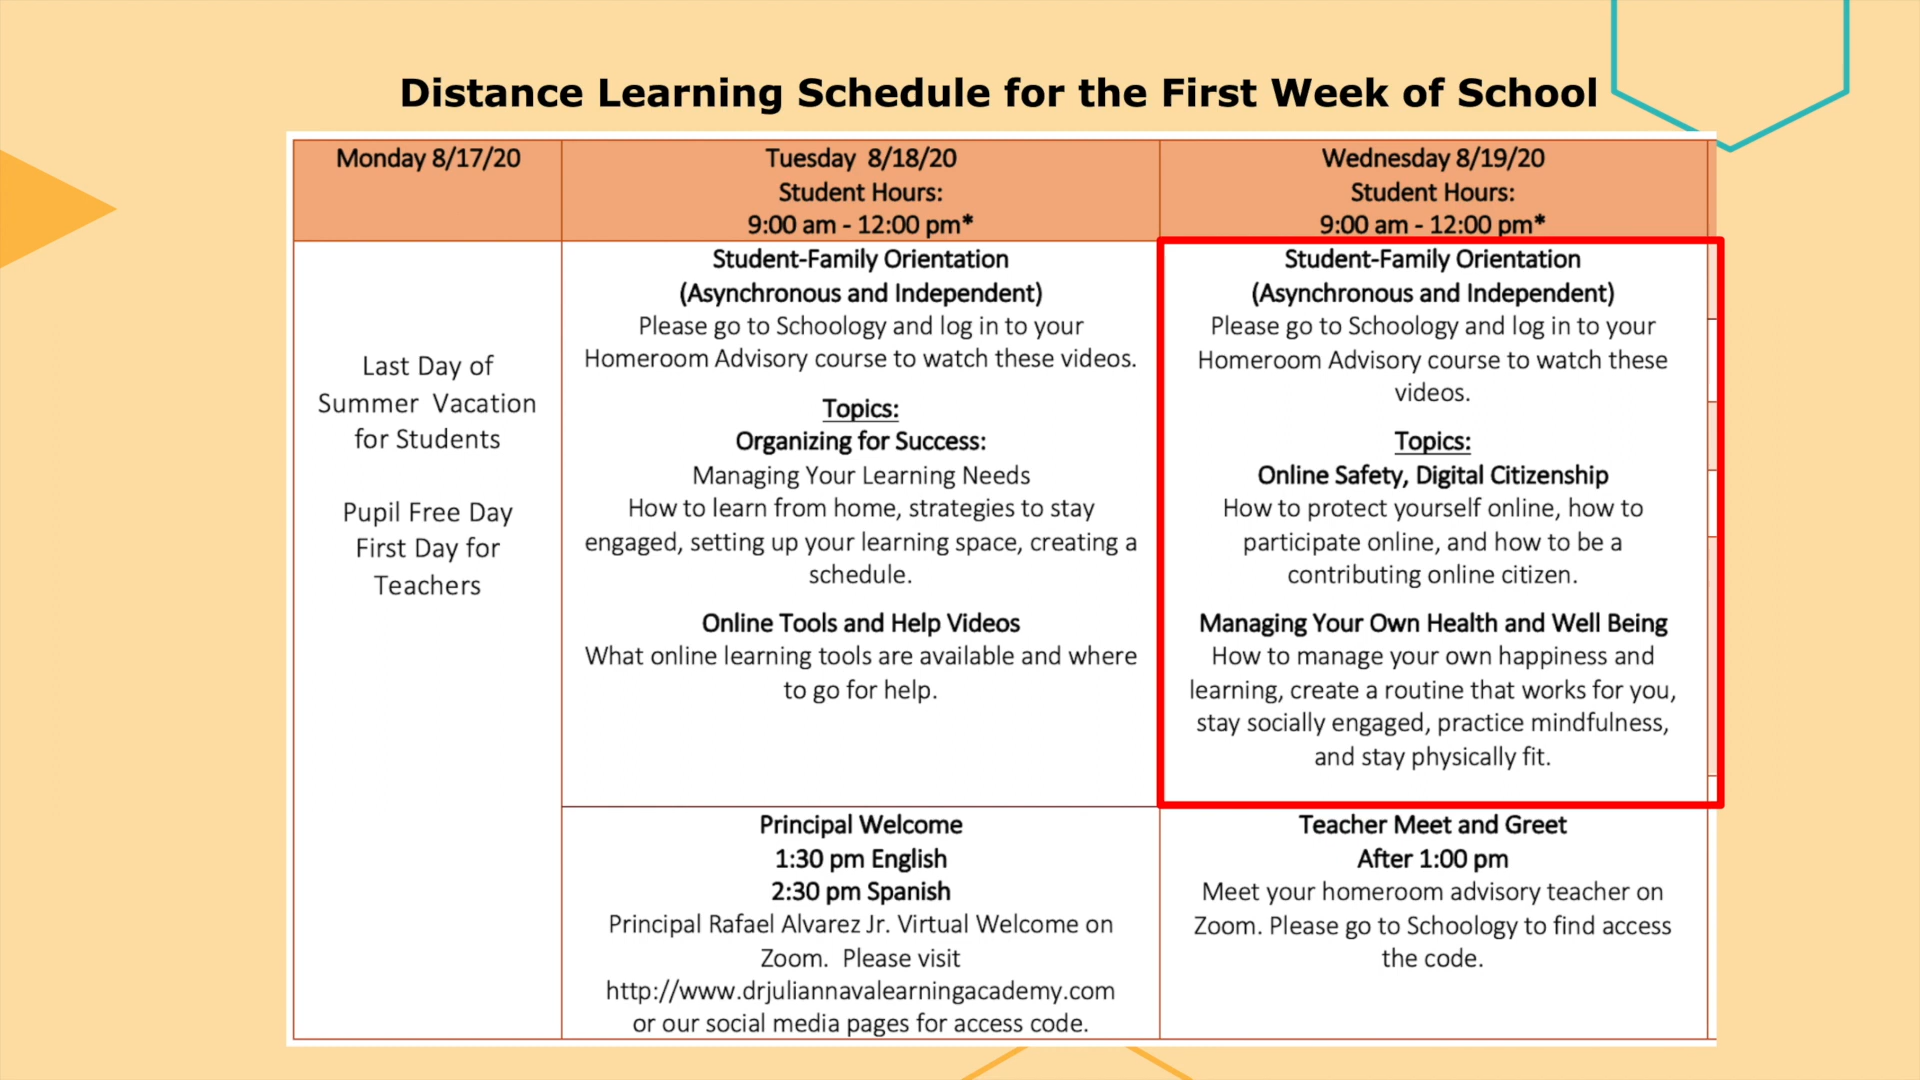 Distance Learning Schedule for the First Week of School
Monday 8/17/20
Last Day of
Summer Vacation
for Students
Pupil Free Day
First Day for
Teachers
Tuesday 8/18/20
Student Hours:
9:00 am - 12:00 pm*
Student-Family Orientation
(Asynchronous and Independent)
Please go to Schoology and log in to your
Homeroom Advisory course to watch these videos.
Topics:
Organizing for Success:
Managing Your Learning Needs
How to learn from home, strategies to stay
engaged, setting up your learning space, creating a
schedule.
Online Tools and Help Videos
What online learning tools are available and where
to go for help.
Principal Welcome
1:30 pm English
2:30 pm Spanish
Principal Rafael Alvarez Jr. Virtual Welcome on
Zoom. Please visit
http://www.drjuliannavalearningacademy.com
or our social media pages for access code.
Wednesday 8/19/20
Student Hours:
9:00 am - 12:00 pm*
Student-Family Orientation
(Asynchronous and Independent)
Please go to Schoology and log in to your
Homeroom Advisory course to watch these
videos.
Topics:
Online Safety, Digital Citizenship
How to protect yourself online, how to
participate online, and how to be a
contributing online citizen.
Managing Your Own Health and Well Being
How to manage your own happiness and
learning, create a routine that works for you,
stay socially engaged, practice mindfulness,
and stay physically fit.
Teacher Meet and Greet
After 1:00 pm
Meet your homeroom advisory teacher on
Zoom. Please go to Schoology to find access
the code.